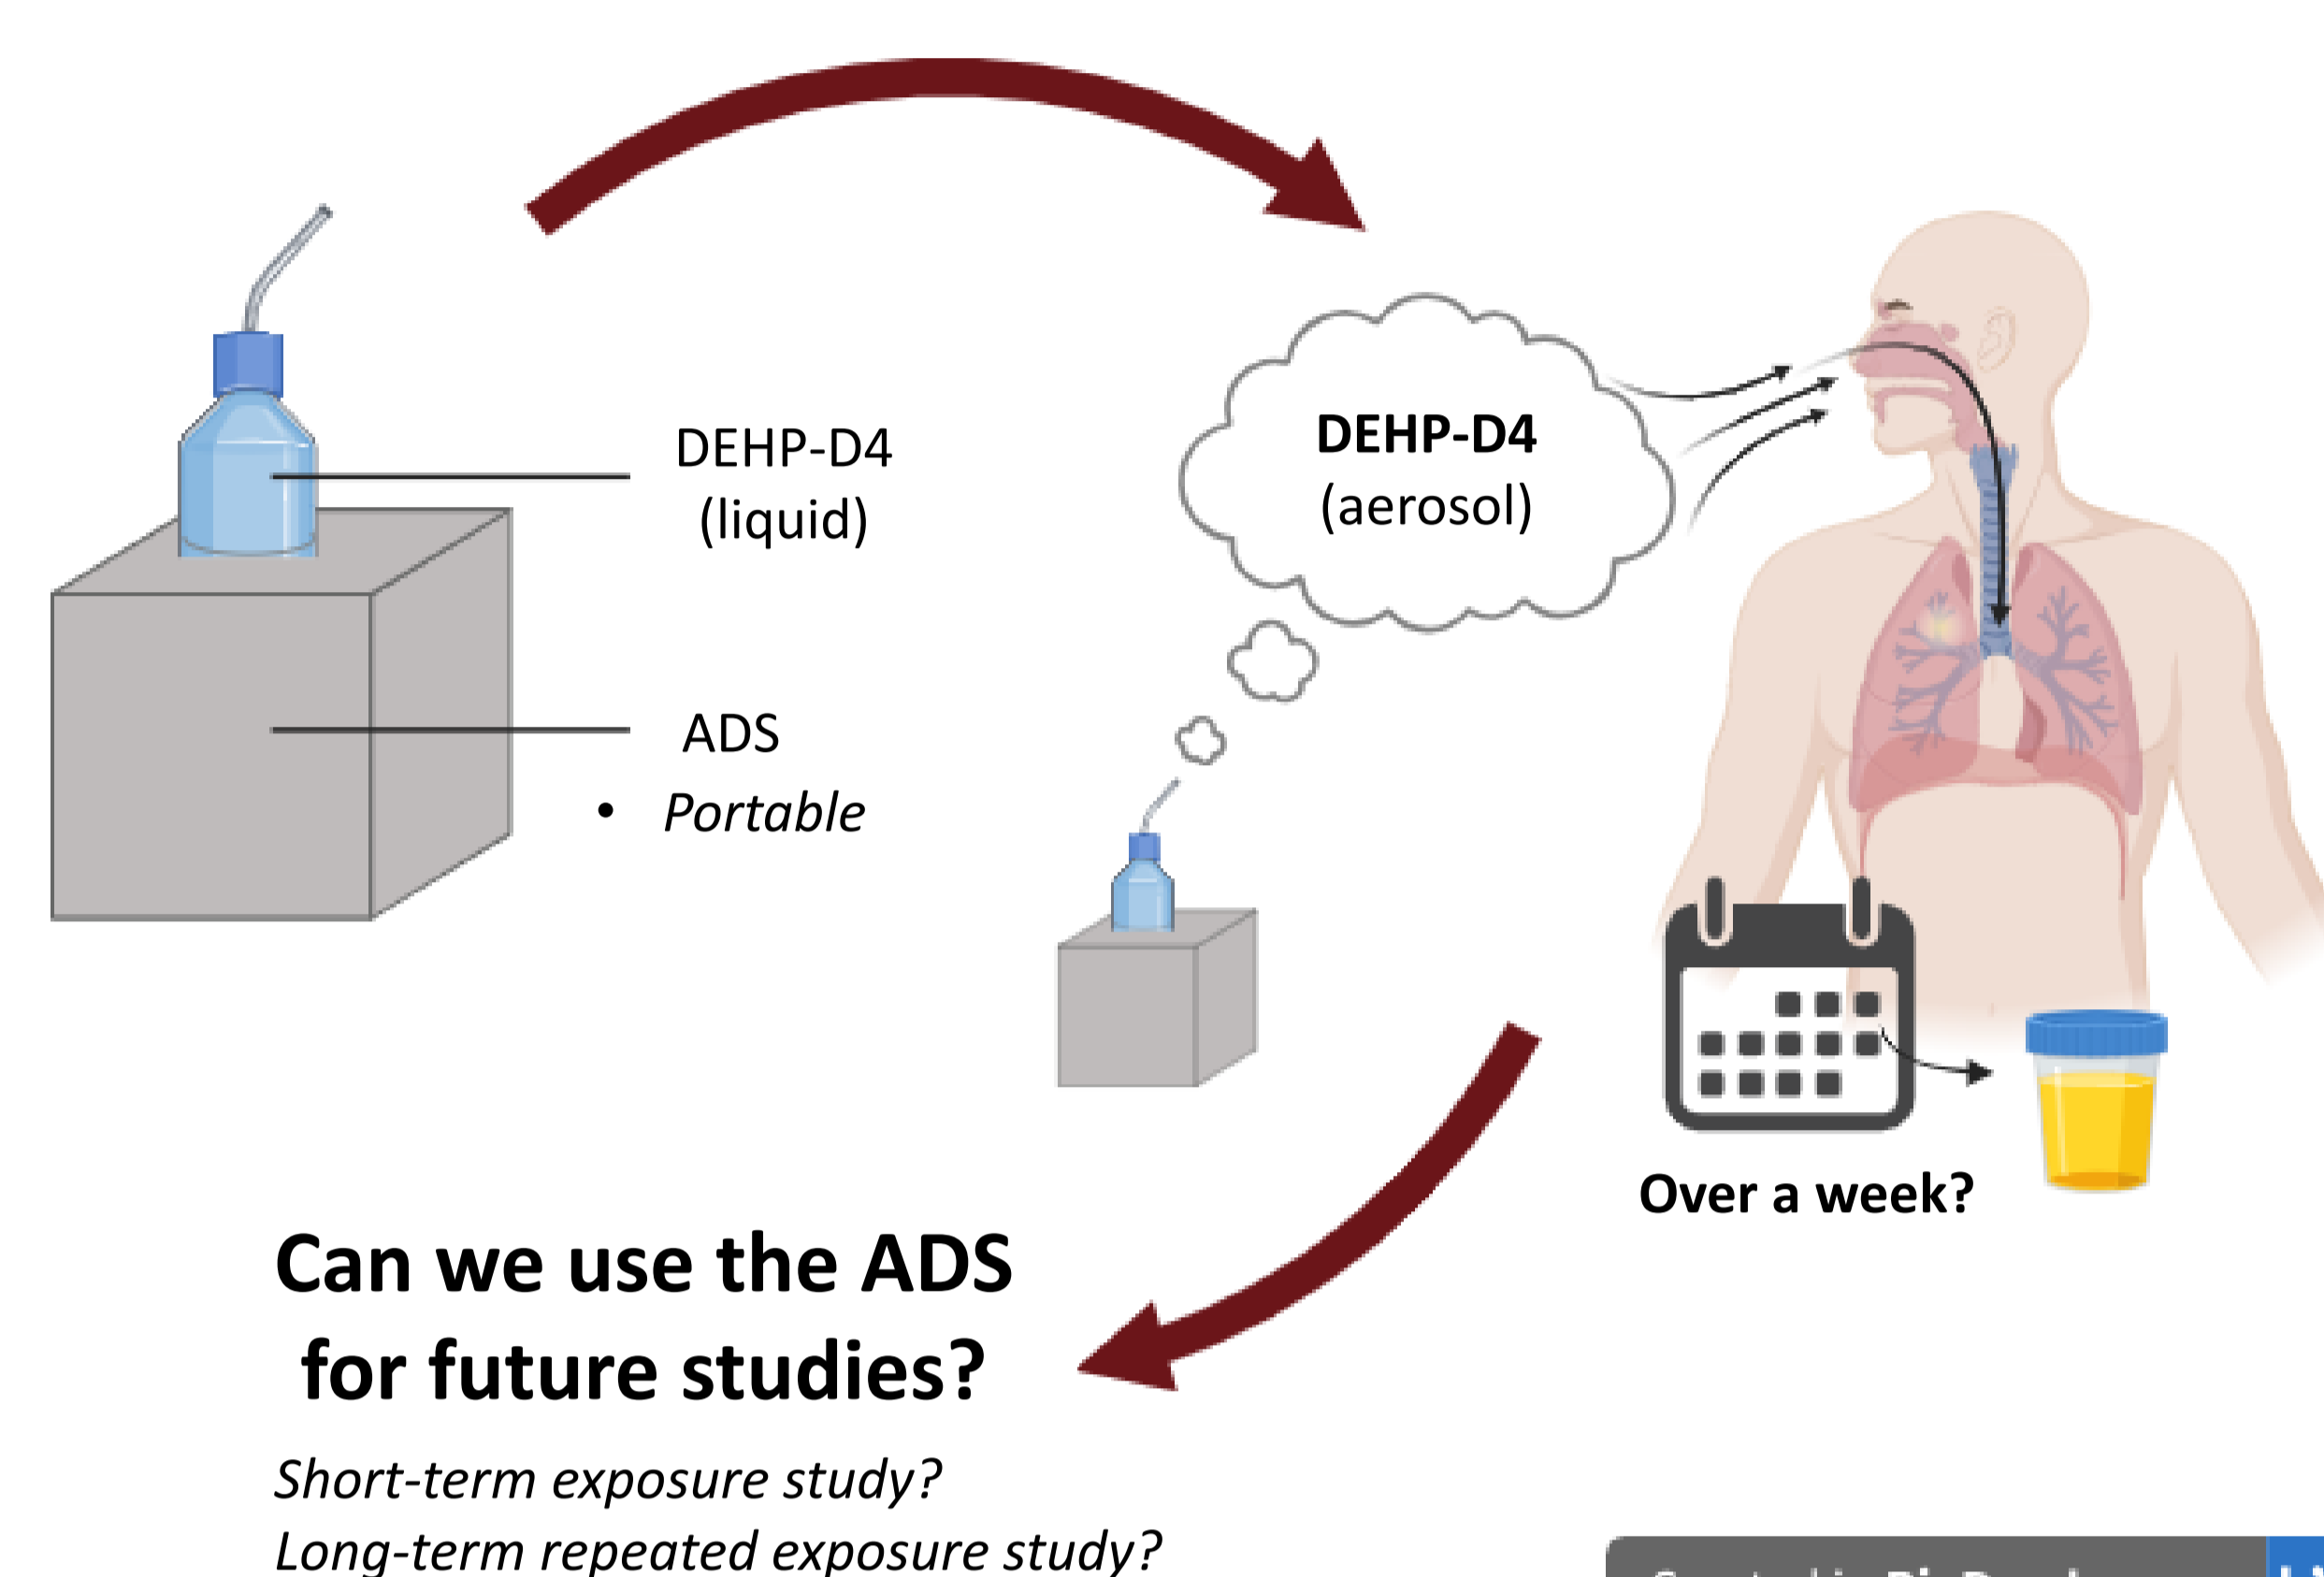 DEHP-D4
(liquid)
ADS
• Portable
DEHP-D4
(aerosol)
Over a week?
Can we use the ADS
for future studies?
Short-term exposure study?
Long-term repeated exposure study?